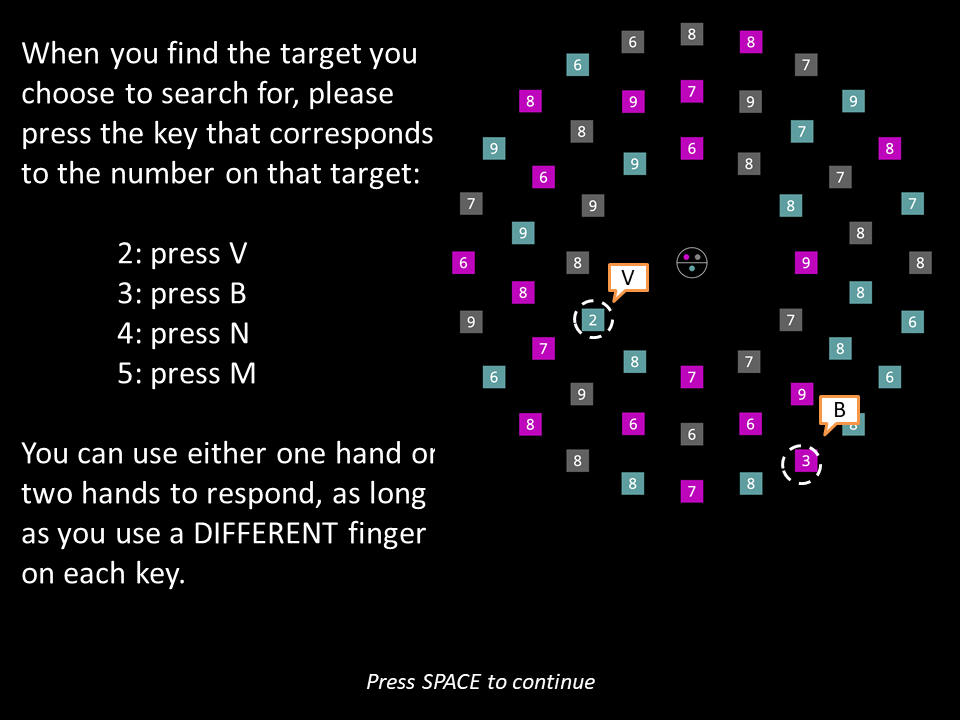 When you find the target you
choose to search for, please
press the key that corresponds
to the number on that target:
2: press V
3: press B
4: press N
5: press M
You can use either one hand or
two hands to respond, as long
as you use a DIFFERENT finger
on each key.
8
6 8
6 7
7
8 9 9 9
8 7
9 6 8
9 8
6 7
7 9 8 7
9 8
6 8 9 8
V
8 8
9 2 7 6
7 8
8 7
6 7 6
9 9
B
8 6 6 8
6
8 3
8 8
7
Press SPACE to continue